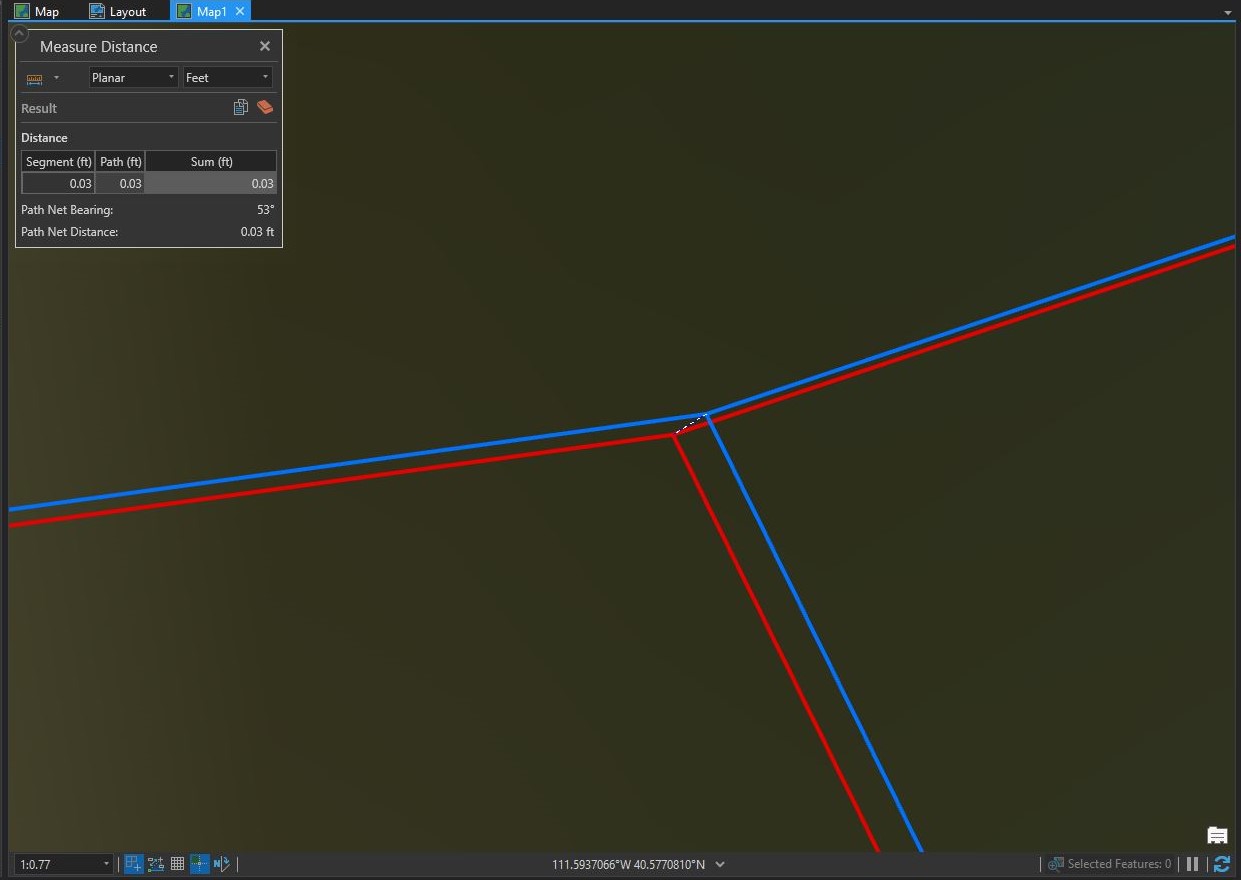 Map Layout Map1
Measure Distance
Planar Feet
Result
Distance
Segment (ft) Path (ft) Sum (ft)
0.03 0.03 0.03
Path Net Bearing: 53°
Path Net Distance: 0.03 ft
1:0.77 N 111.5937066°W 40.5770810°N Selected Features: 0